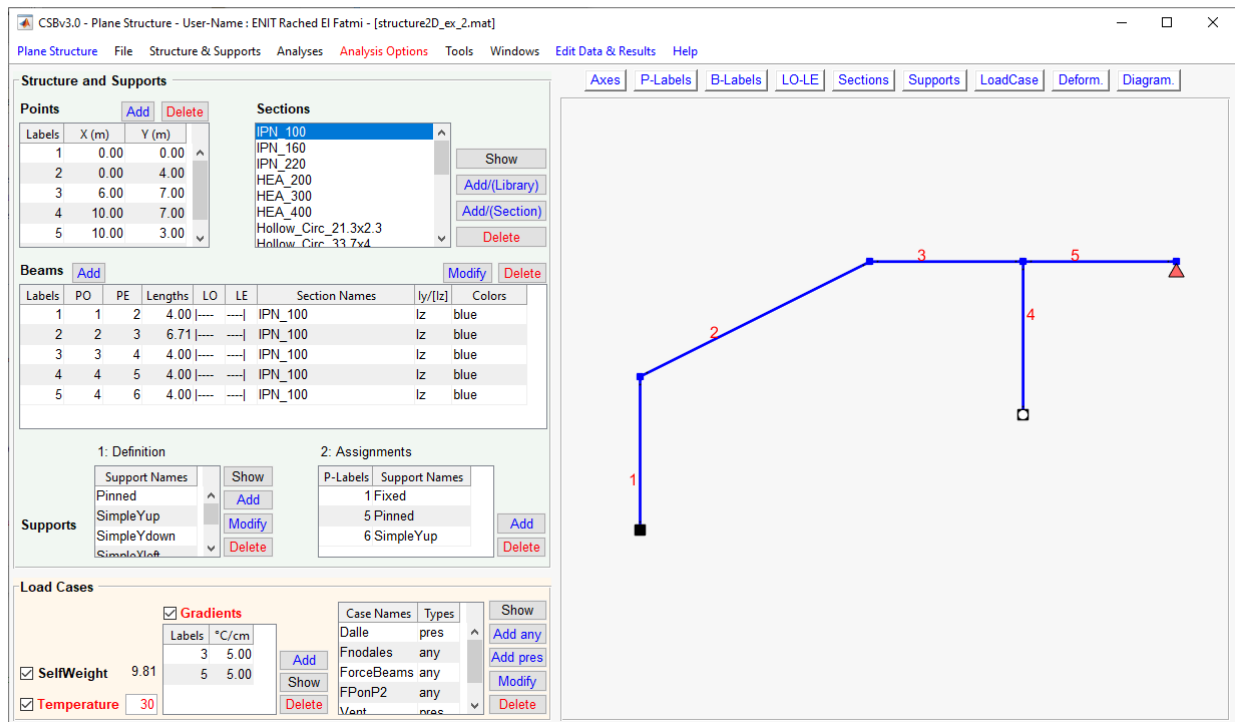 CSBv3.0 - Plane Structure - User-Name : ENIT Rached El Fatmi - [structure2D_ex_2.mat]
Plane Structure File Structure & Supports Analyses Analysis Options Tools Windows Edit Data & Results Help
Axes P-Labels B-Labels LO-LE Sections Supports LoadCase Deform. Diagram.
Structure and Supports
Points Add Delete
Labels X (m) Y (m)
1 0.00 0.00
2 0.00 4.00
3 6.00 7.00
4 10.00 7.00
5 10.00 3.00
Sections
IPN_100
IPN_160
IPN_220
HEA_200
HEA_300
HEA_400
Hollow_Circ_21.3x2.3
Hollow_Circ_33.7x4
Show
Add/(Library)
Add/(Section)
Delete
Beams Add Modify Delete
Labels PO PE Lengths LO LE Section Names Iy/[Iz] Colors
1 1 2 4.00 |---- ----| IPN_100 Iz blue
2 2 3 6.71 |---- ----| IPN_100 Iz blue
3 3 4 4.00 |---- ----| IPN_100 Iz blue
4 4 5 4.00 |---- ----| IPN_100 Iz blue
5 4 6 4.00 |---- ----| IPN_100 Iz blue
Supports
1: Definition
Support Names
Pinned
SimpleYup
SimpleYdown
SimpleXleft
Show
Add
Modify
Delete
2: Assignments
P-Labels Support Names
1 Fixed
5 Pinned
6 SimpleYup
Add
Delete
Load Cases
SelfWeight 9.81
Temperature 30
Gradients
Labels °C/cm
3 5.00
5 5.00
Add
Show
Delete
Case Names Types
Dalle pres
Fnodales any
ForceBeams any
FPonP2 any
Vent pres
Show
Add any
Add pres
Modify
Delete
3
5
2
4
1